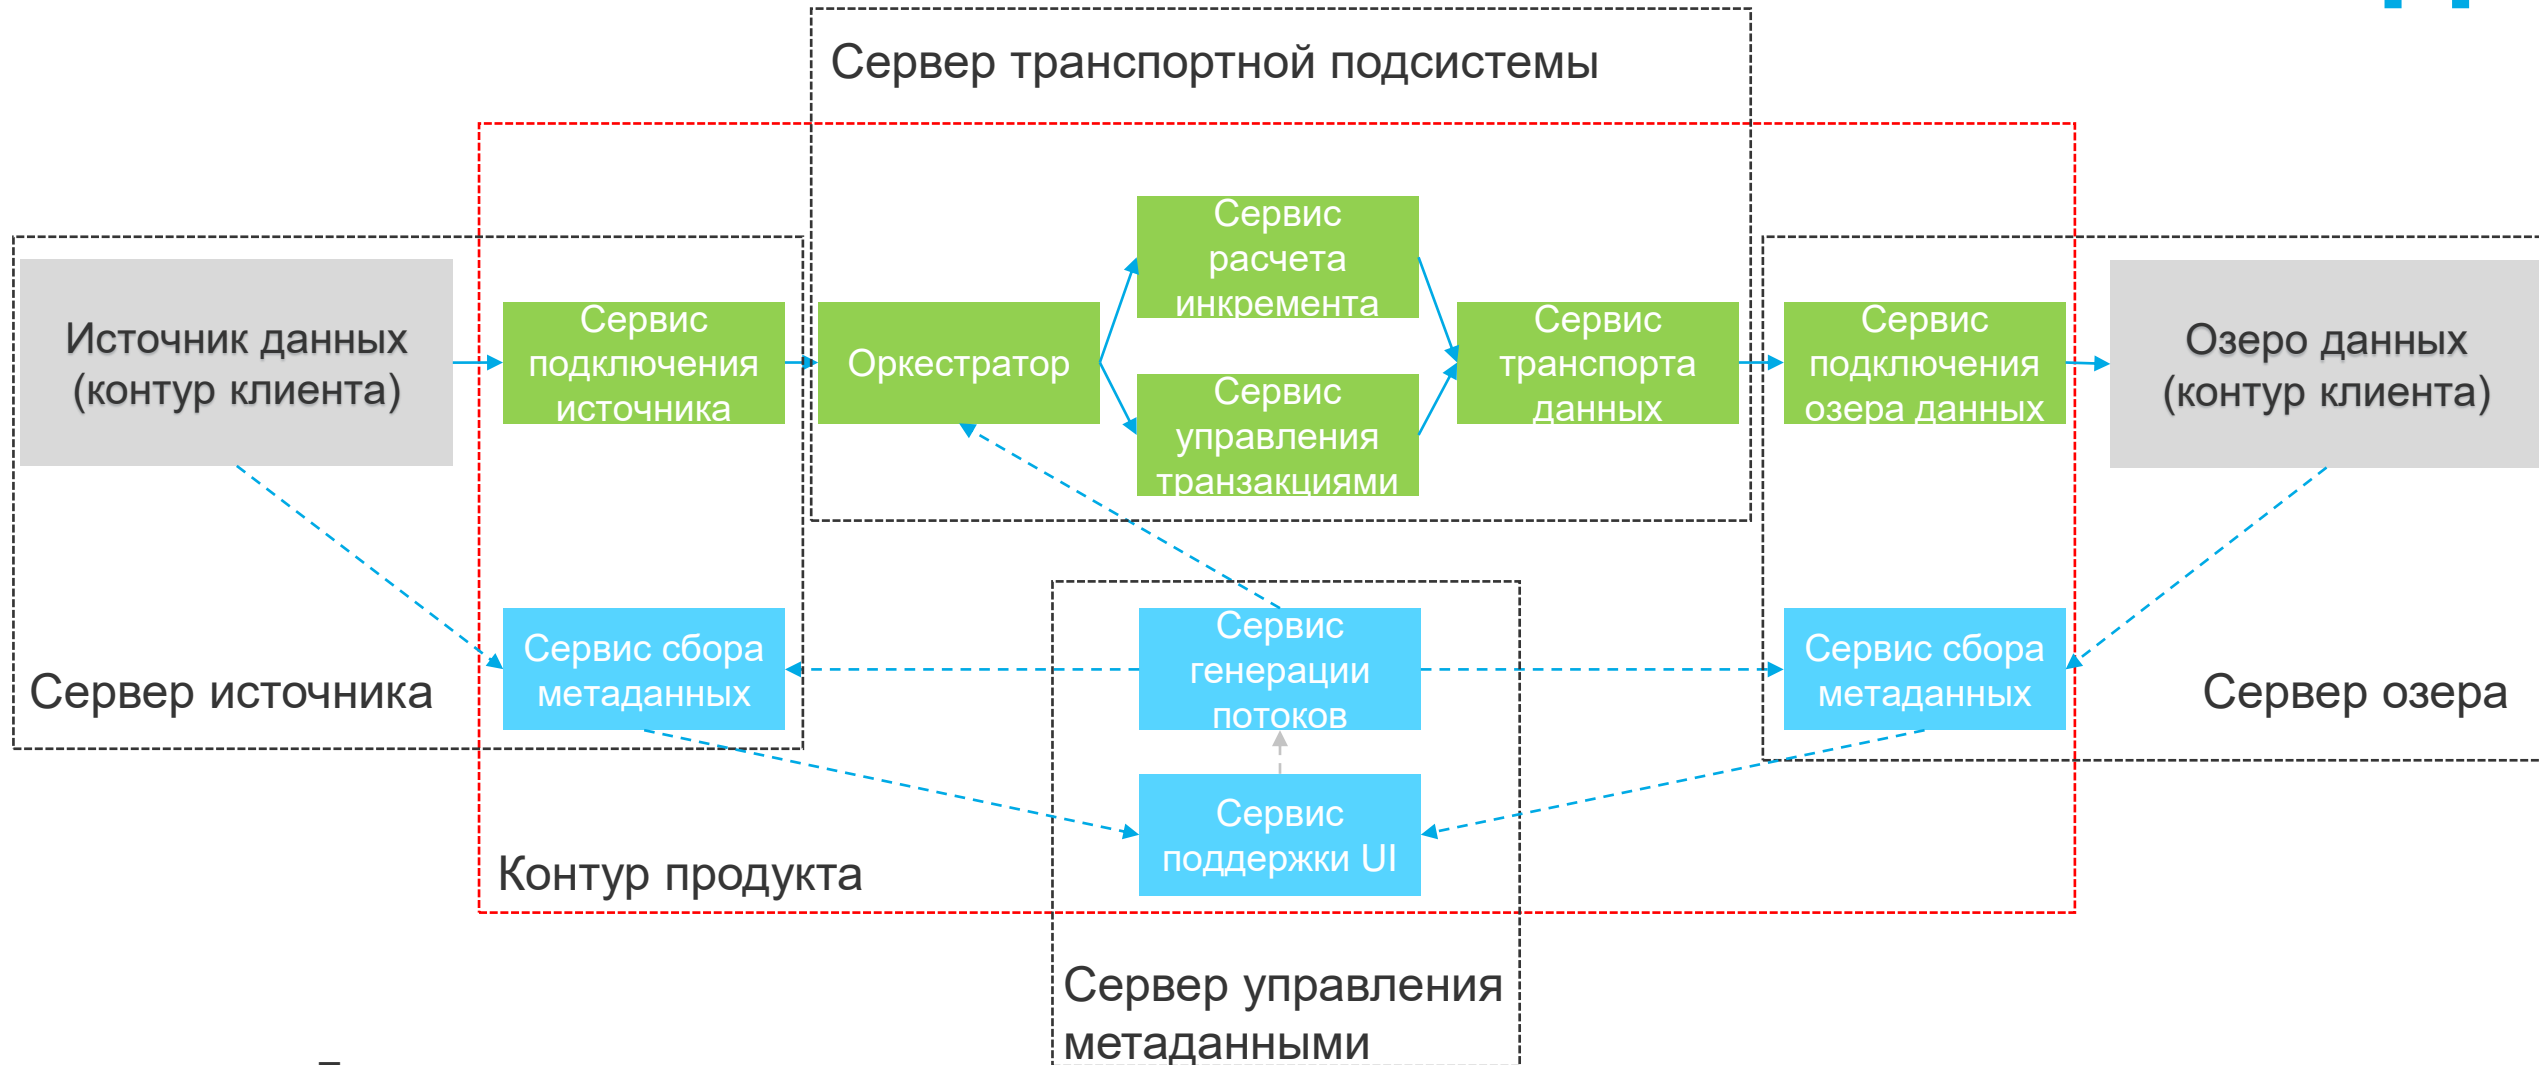 Сервер транспортной подсистемы
Сервис
расчета
инкремента
Источник данных
(контур клиента)
Сервис
подключения
источника
Оркестратор
Сервис
управления
транзакциями
Сервис
транспорта
данных
Сервис
подключения
озера данных
Озеро данных
(контур клиента)
Сервер источника
Сервис сбора
метаданных
Сервис
генерации
потоков
Сервис сбора
метаданных
Сервер озера
Сервис
поддержки UI
Контур продукта
Сервер управления
метаданными